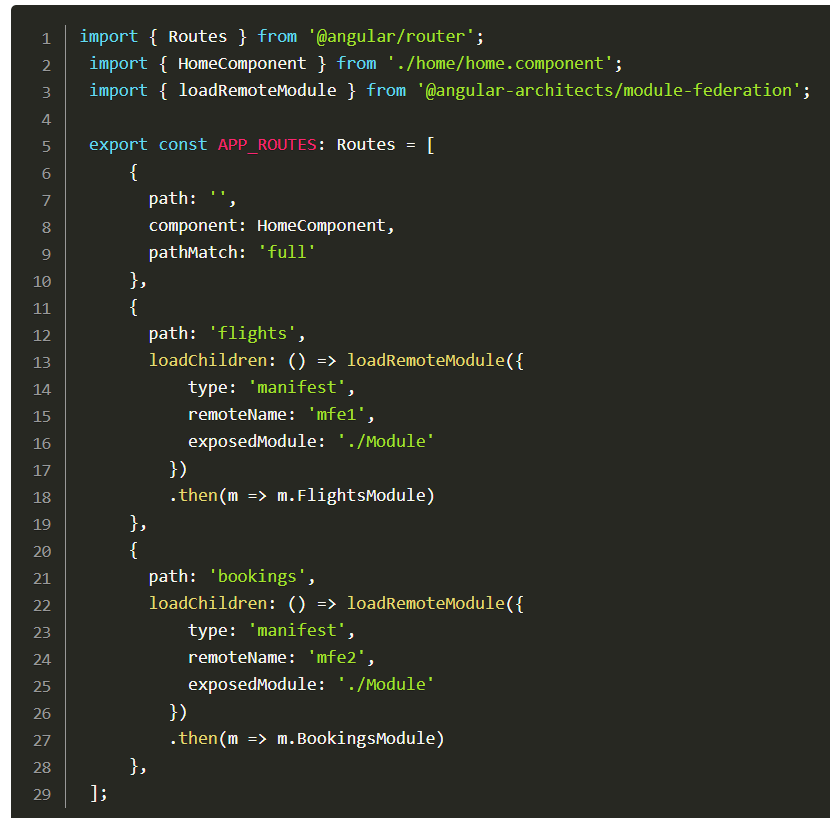 1 import { Routes } from '@angular/router';
2 import { HomeComponent } from './home/home.component';
3 import { loadRemoteModule } from '@angular-architects/module-federation';
4
5 export const APP_ROUTES: Routes = [
6 {
7 path: '',
8 component: HomeComponent,
9 pathMatch: 'full'
10 },
11 {
12 path: 'flights',
13 loadChildren: () => loadRemoteModule({
14 type: 'manifest',
15 remoteName: 'mfe1',
16 exposedModule: './Module'
17 })
18 .then(m => m.FlightsModule)
19 },
20 {
21 path: 'bookings',
22 loadChildren: () => loadRemoteModule({
23 type: 'manifest',
24 remoteName: 'mfe2',
25 exposedModule: './Module'
26 })
27 .then(m => m.BookingsModule)
28 },
29 ];